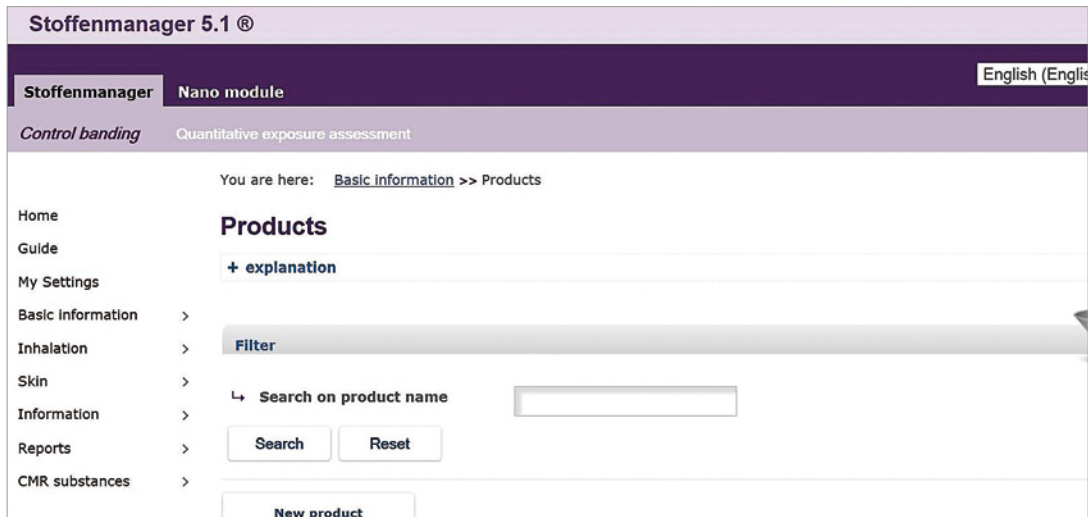 Stoffenmanager 5.1 ®
English (Englis
Stoffenmanager Nano module
Control banding Quantitative exposure assessment
You are here: Basic information >> Products
Home
Guide
My Settings
Basic information >
Inhalation >
Skin >
Information >
Reports >
CMR substances >
Products
+ explanation
Filter
↳ Search on product name
Search Reset
New product